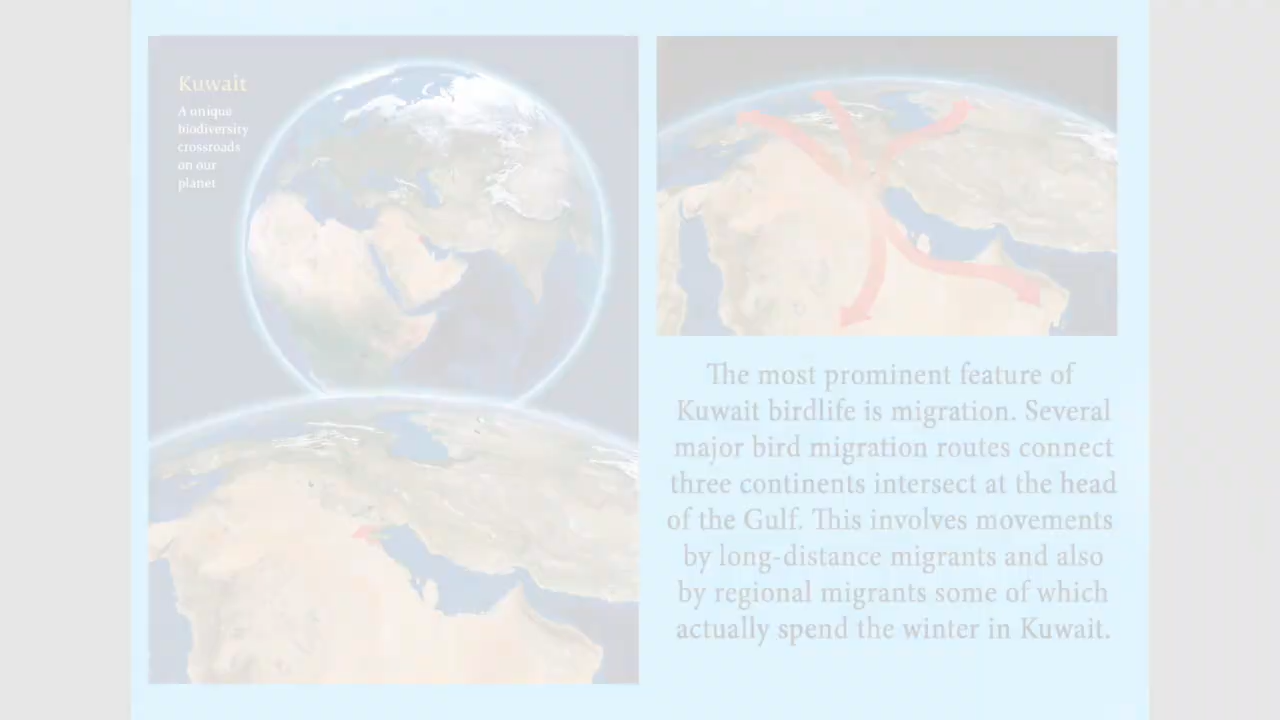 Kuwait
A unique
biodiversity
crossroads
on our
planet
The most prominent feature of
Kuwait birdlife is migration. Several
major bird migration routes connect
three continents intersect at the head
of the Gulf. This involves movements
by long-distance migrants and also
by regional migrants some of which
actually spend the winter in Kuwait.